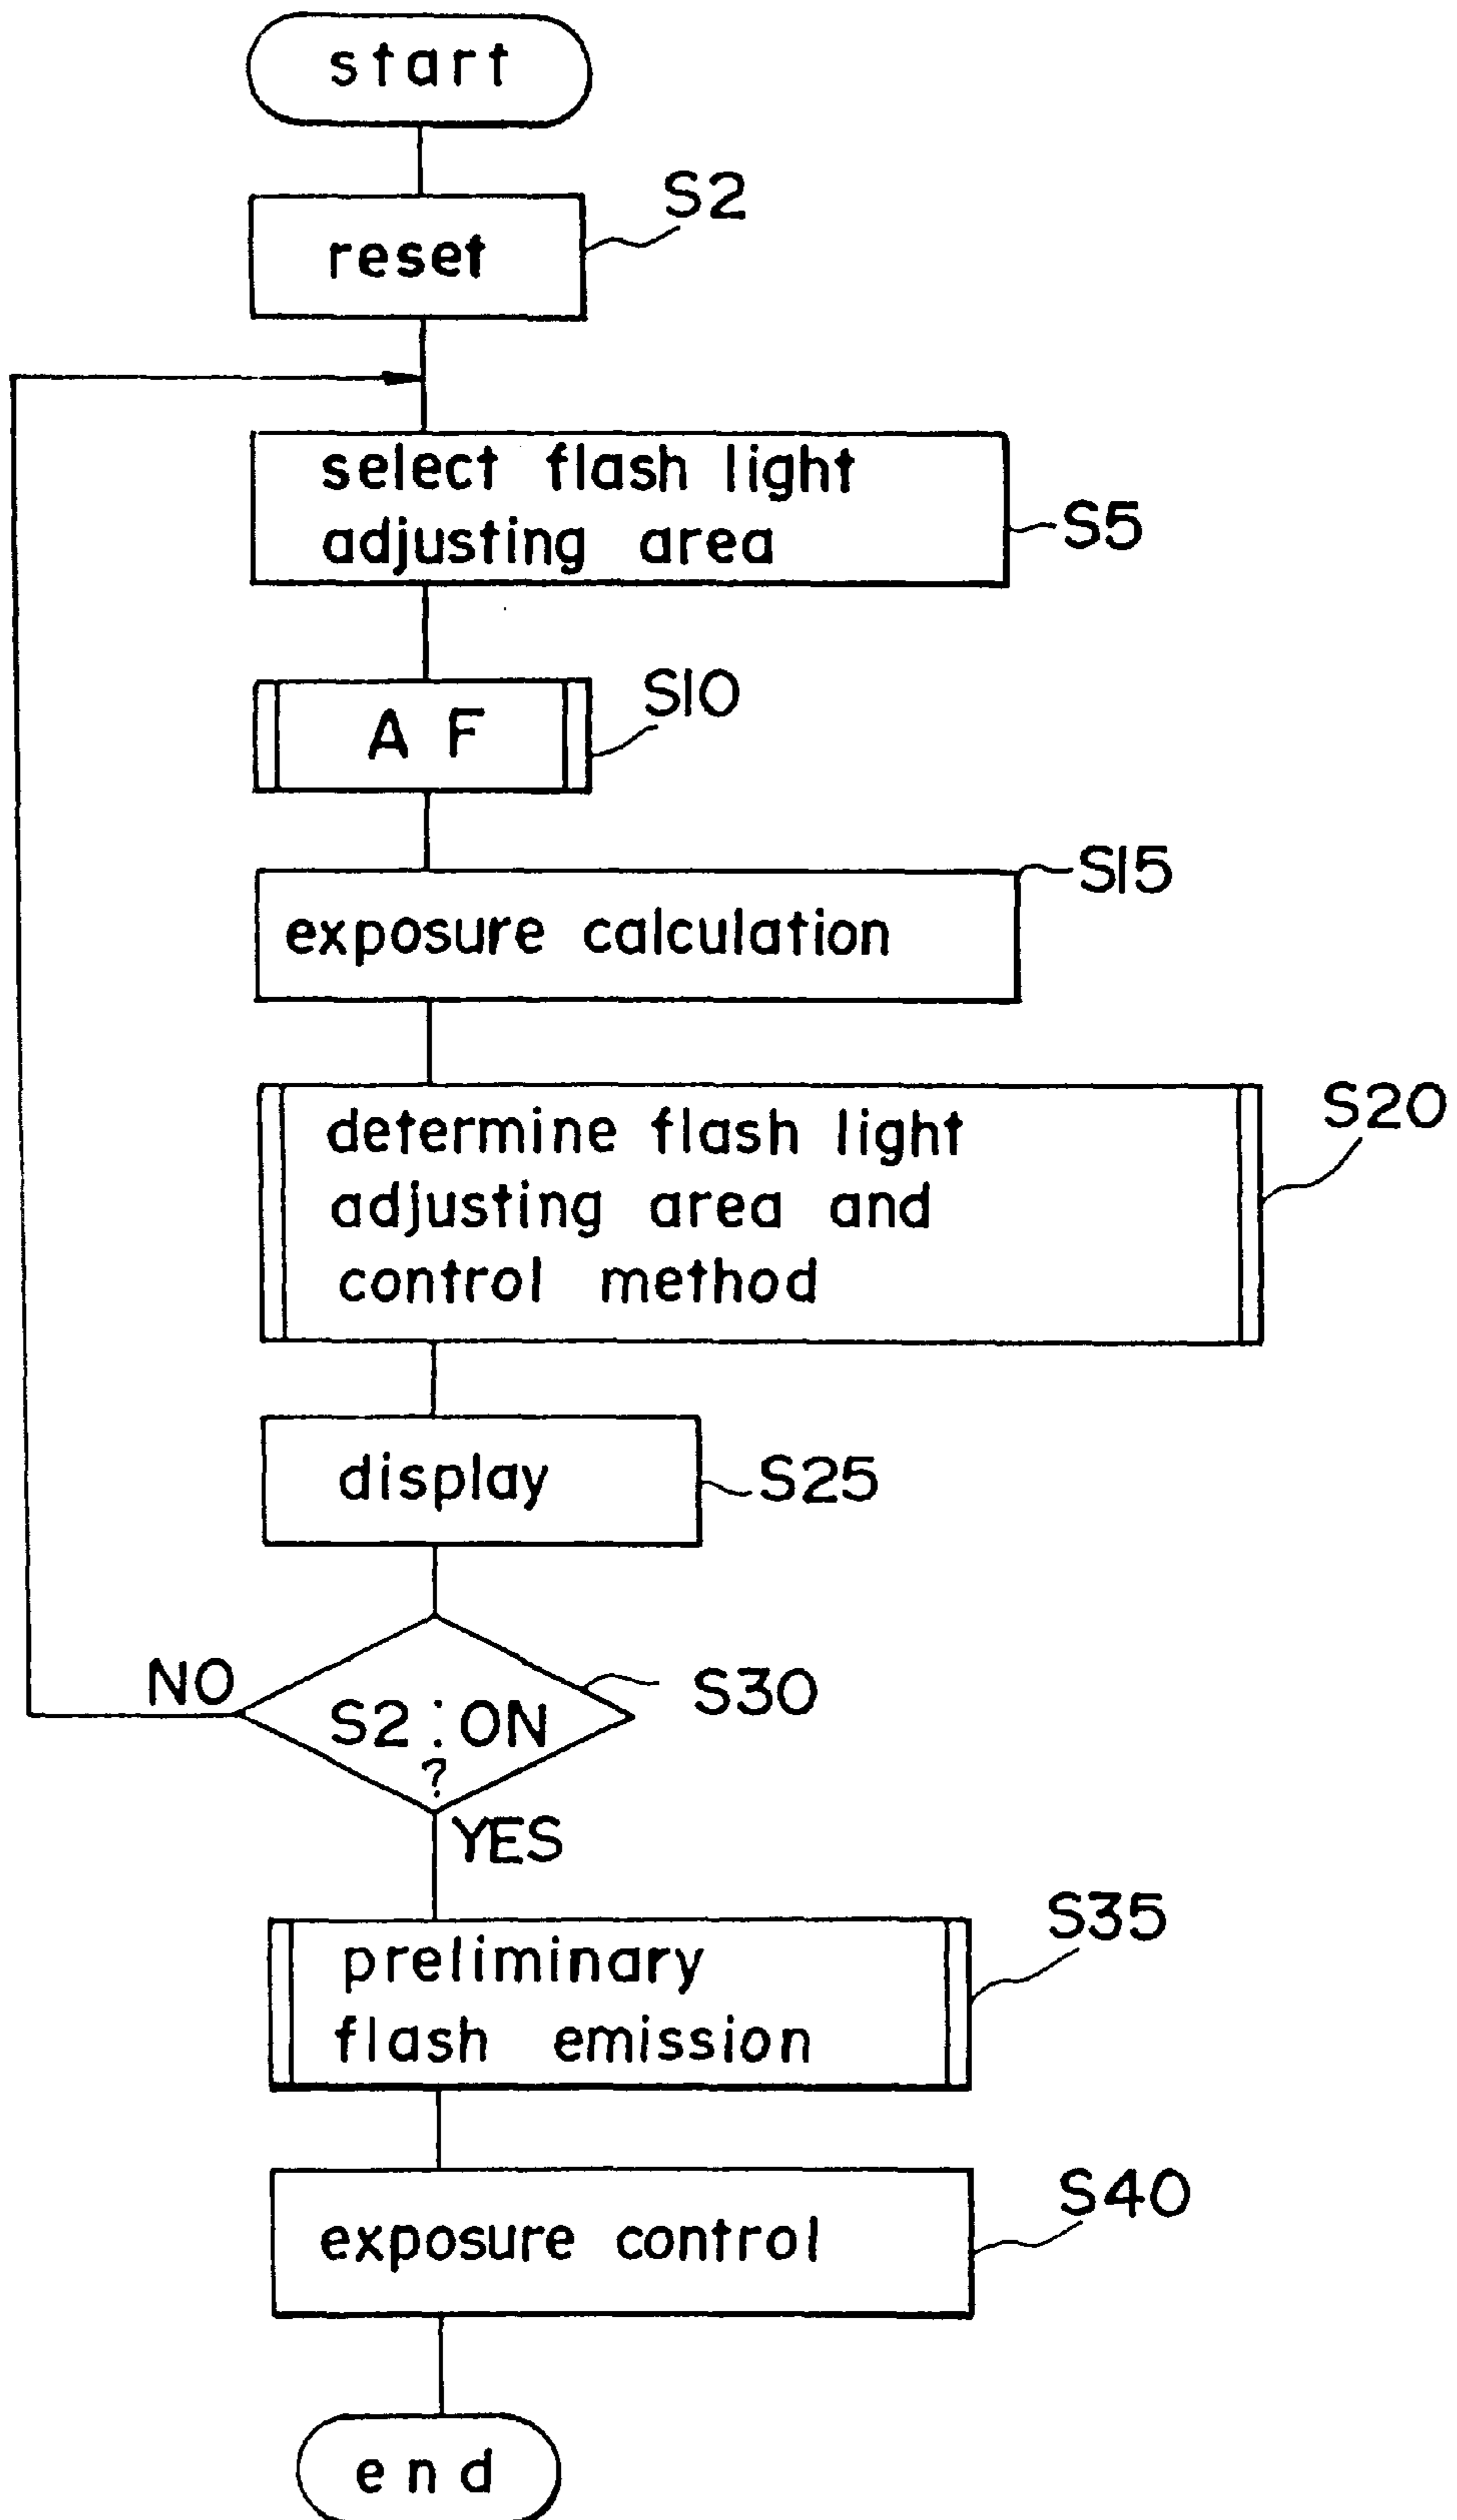 start
S2
reset
select flash light
adjusting area
S5
S10
A F
S15
exposure calculation
S20
determine flash light
adjusting area and
control method
display
S25
NO
S30
S2:ON
?
YES
S35
preliminary
flash emission
S40
exposure control
end